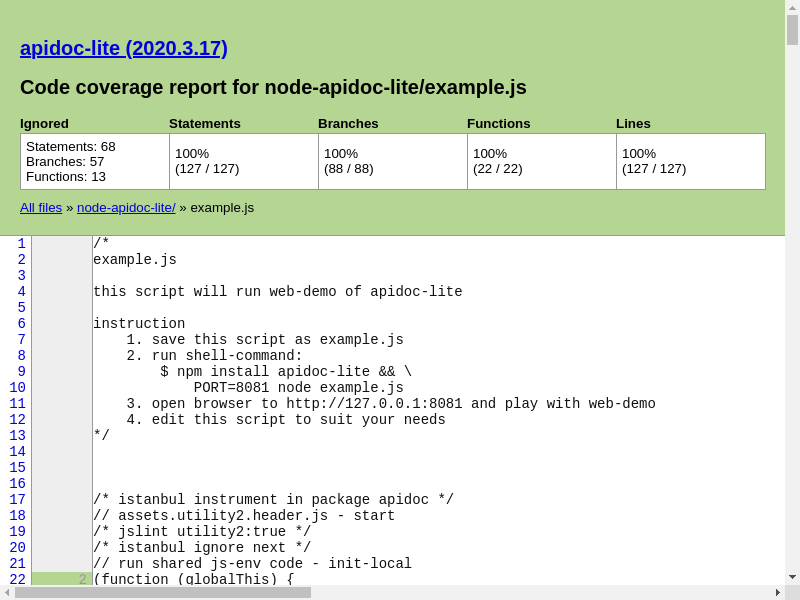 apidoc-lite (2020.3.17)
Code coverage report for node-apidoc-lite/example.js
Ignored Statements Branches Functions Lines
Statements: 68
Branches: 57
Functions: 13
100% 100% 100% 100%
(127 / 127) (88 / 88) (22 / 22) (127 / 127)
All files » node-apidoc-lite/ » example.js
1 /*
2 example.js
3
4 this script will run web-demo of apidoc-lite
5
6 instruction
7     1. save this script as example.js
8     2. run shell-command:
9         $ npm install apidoc-lite && \
10             PORT=8081 node example.js
11     3. open browser to http://127.0.0.1:8081 and play with web-demo
12     4. edit this script to suit your needs
13 */
14
15
16
17 /* istanbul instrument in package apidoc */
18 // assets.utility2.header.js - start
19 /* jslint utility2:true */
20 /* istanbul ignore next */
21 // run shared js-env code - init-local
22 2 (function (globalThis) {